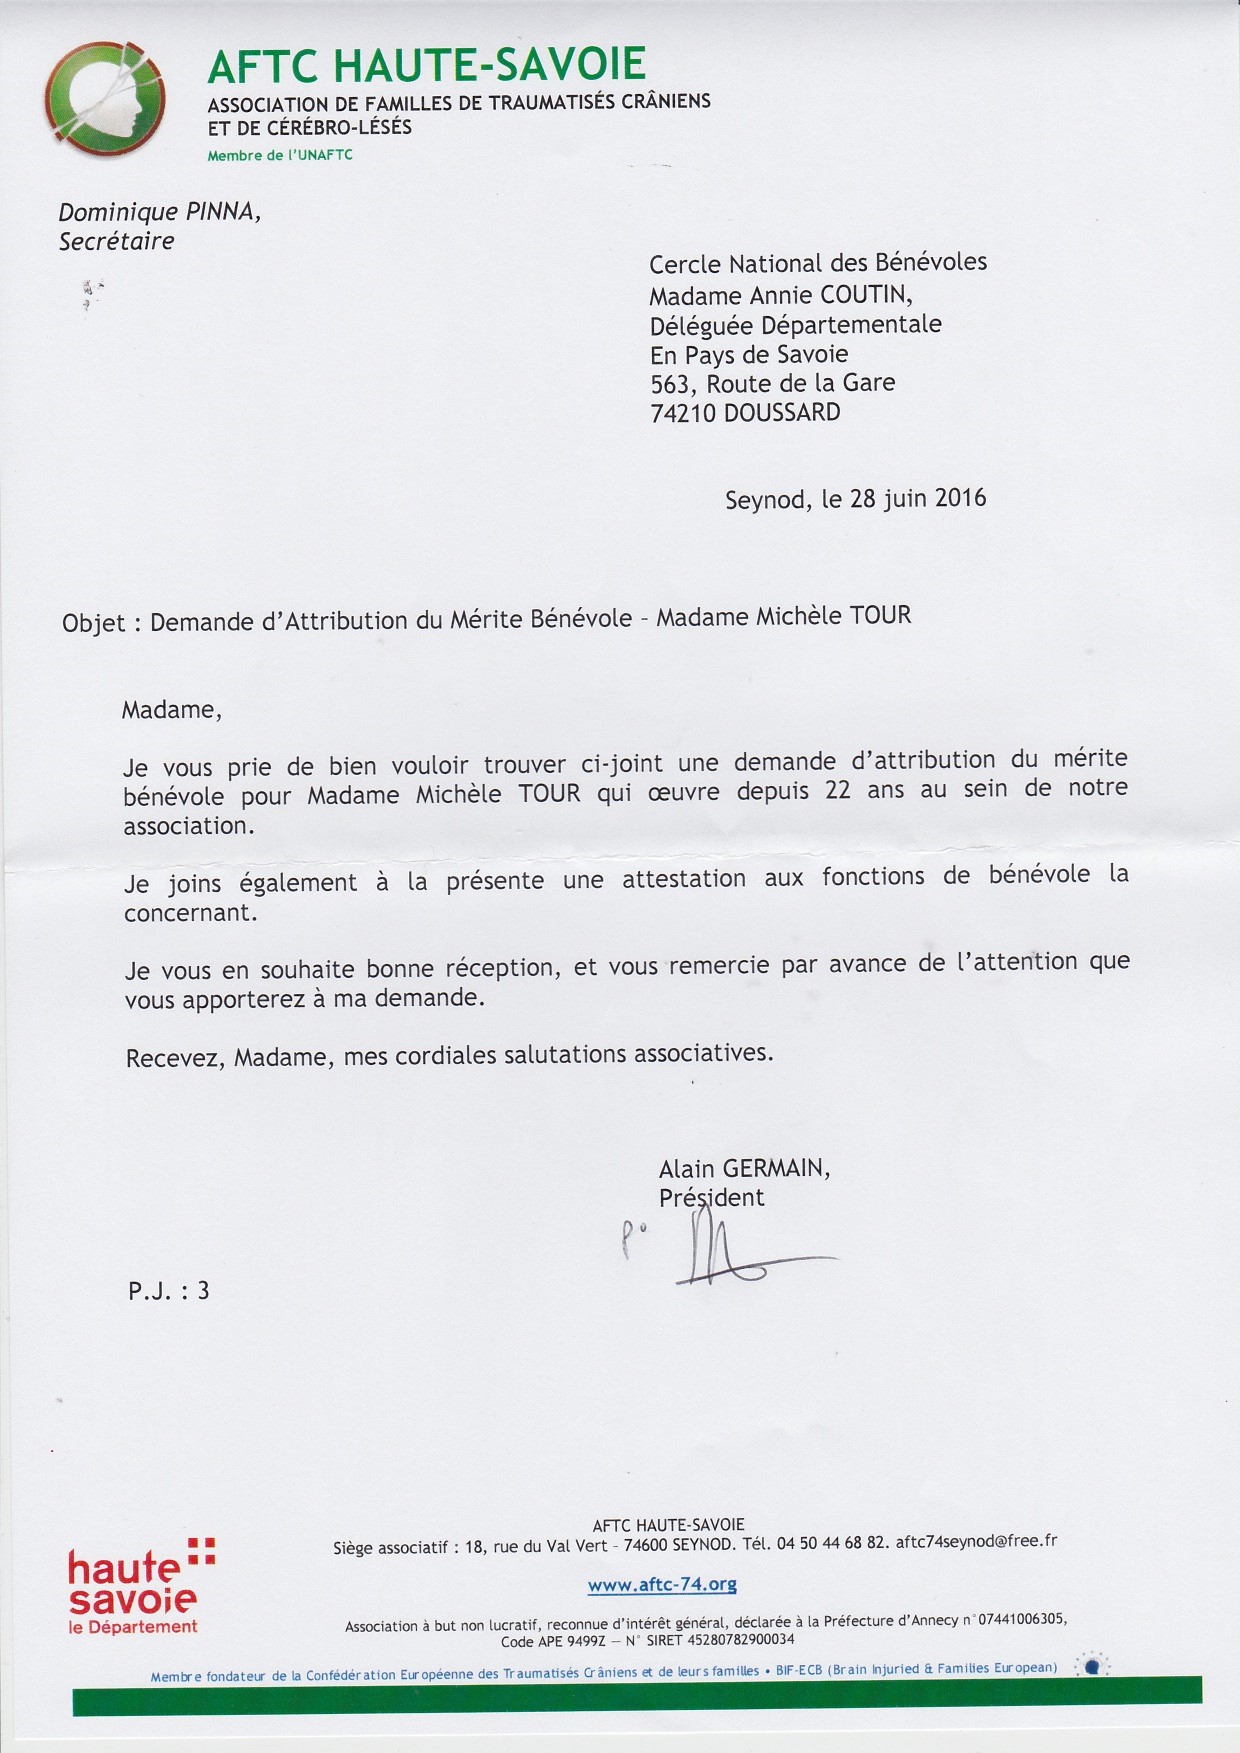 AFTC HAUTE-SAVOIE
ASSOCIATION DE FAMILLES DE TRAUMATISÉS CRÂNIENS
ET DE CÉRÉBRO-LÉSÉS
Membre de l'UNAFTC
Dominique PINNA,
Secrétaire
Cercle National des Bénévoles
Madame Annie COUTIN,
Déléguée Départementale
En Pays de Savoie
563, Route de la Gare
74210 DOUSSARD
Seynod, le 28 juin 2016
Objet : Demande d'Attribution du Mérite Bénévole - Madame Michèle TOUR
Madame,
Je vous prie de bien vouloir trouver ci-joint une demande d'attribution du mérite
bénévole pour Madame Michèle TOUR qui œuvre depuis 22 ans au sein de notre
association.
Je joins également à la présente une attestation aux fonctions de bénévole la
concernant.
Je vous en souhaite bonne réception, et vous remercie par avance de l'attention que
vous apporterez à ma demande.
Recevez, Madame, mes cordiales salutations associatives.
Alain GERMAIN,
Président
P°
P.J. : 3
AFTC HAUTE-SAVOIE
Siège associatif : 18, rue du Val Vert - 74600 SEYNOD. Tél. 04 50 44 68 82. aftc74seynod@free.fr
www.aftc-74.org
haute
savoie
le Département
Association à but non lucratif, reconnue d'intérêt général, déclarée à la Préfecture d'Annecy n°07441006305,
Code APE 9499Z – N° SIRET 45280782900034
Membre fondateur de la Confédération Européenne des Traumatisés Crâniens et de leurs familles • BIF-ECB (Brain Injuried & Families European)